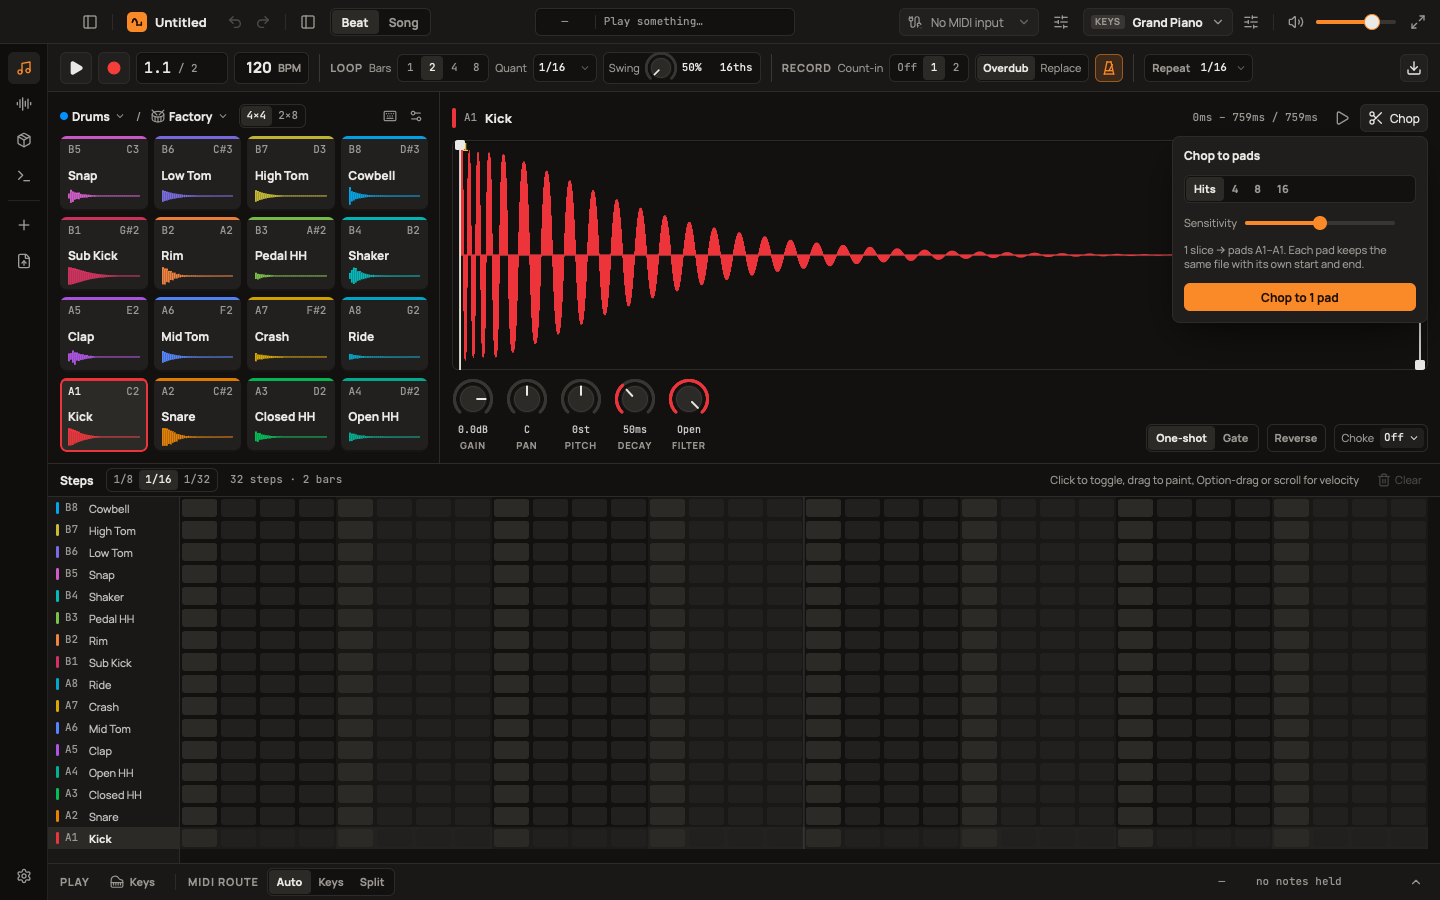 Untitled
Beat Song
– Play something…
No MIDI input
KEYS Grand Piano
1.1 / 2
120 BPM
LOOP Bars 1 2 4 8
Quant 1/16
Swing 50% 16ths
RECORD Count-in Off 1 2
Overdub Replace
Repeat 1/16
Drums / Factory 4×4 2×8
B5 C3
Snap
B6 C#3
Low Tom
B7 D3
High Tom
B8 D#3
Cowbell
B1 G#2
Sub Kick
B2 A2
Rim
B3 A#2
Pedal HH
B4 B2
Shaker
A5 E2
Clap
A6 F2
Mid Tom
A7 F#2
Crash
A8 G2
Ride
A1 C2
Kick
A2 C#2
Snare
A3 D2
Closed HH
A4 D#2
Open HH
A1 Kick
0ms – 759ms / 759ms
Chop
Chop to pads
Hits 4 8 16
Sensitivity
1 slice → pads A1–A1. Each pad keeps the
same file with its own start and end.
Chop to 1 pad
0.0dB
GAIN
C
PAN
0st
PITCH
50ms
DECAY
Open
FILTER
One-shot Gate
Reverse
Choke Off
Steps 1/8 1/16 1/32 32 steps · 2 bars
Click to toggle, drag to paint, Option-drag or scroll for velocity
Clear
B8 Cowbell
B7 High Tom
B6 Low Tom
B5 Snap
B4 Shaker
B3 Pedal HH
B2 Rim
B1 Sub Kick
A8 Ride
A7 Crash
A6 Mid Tom
A5 Clap
A4 Open HH
A3 Closed HH
A2 Snare
A1 Kick
PLAY Keys
MIDI ROUTE Auto Keys Split
– no notes held